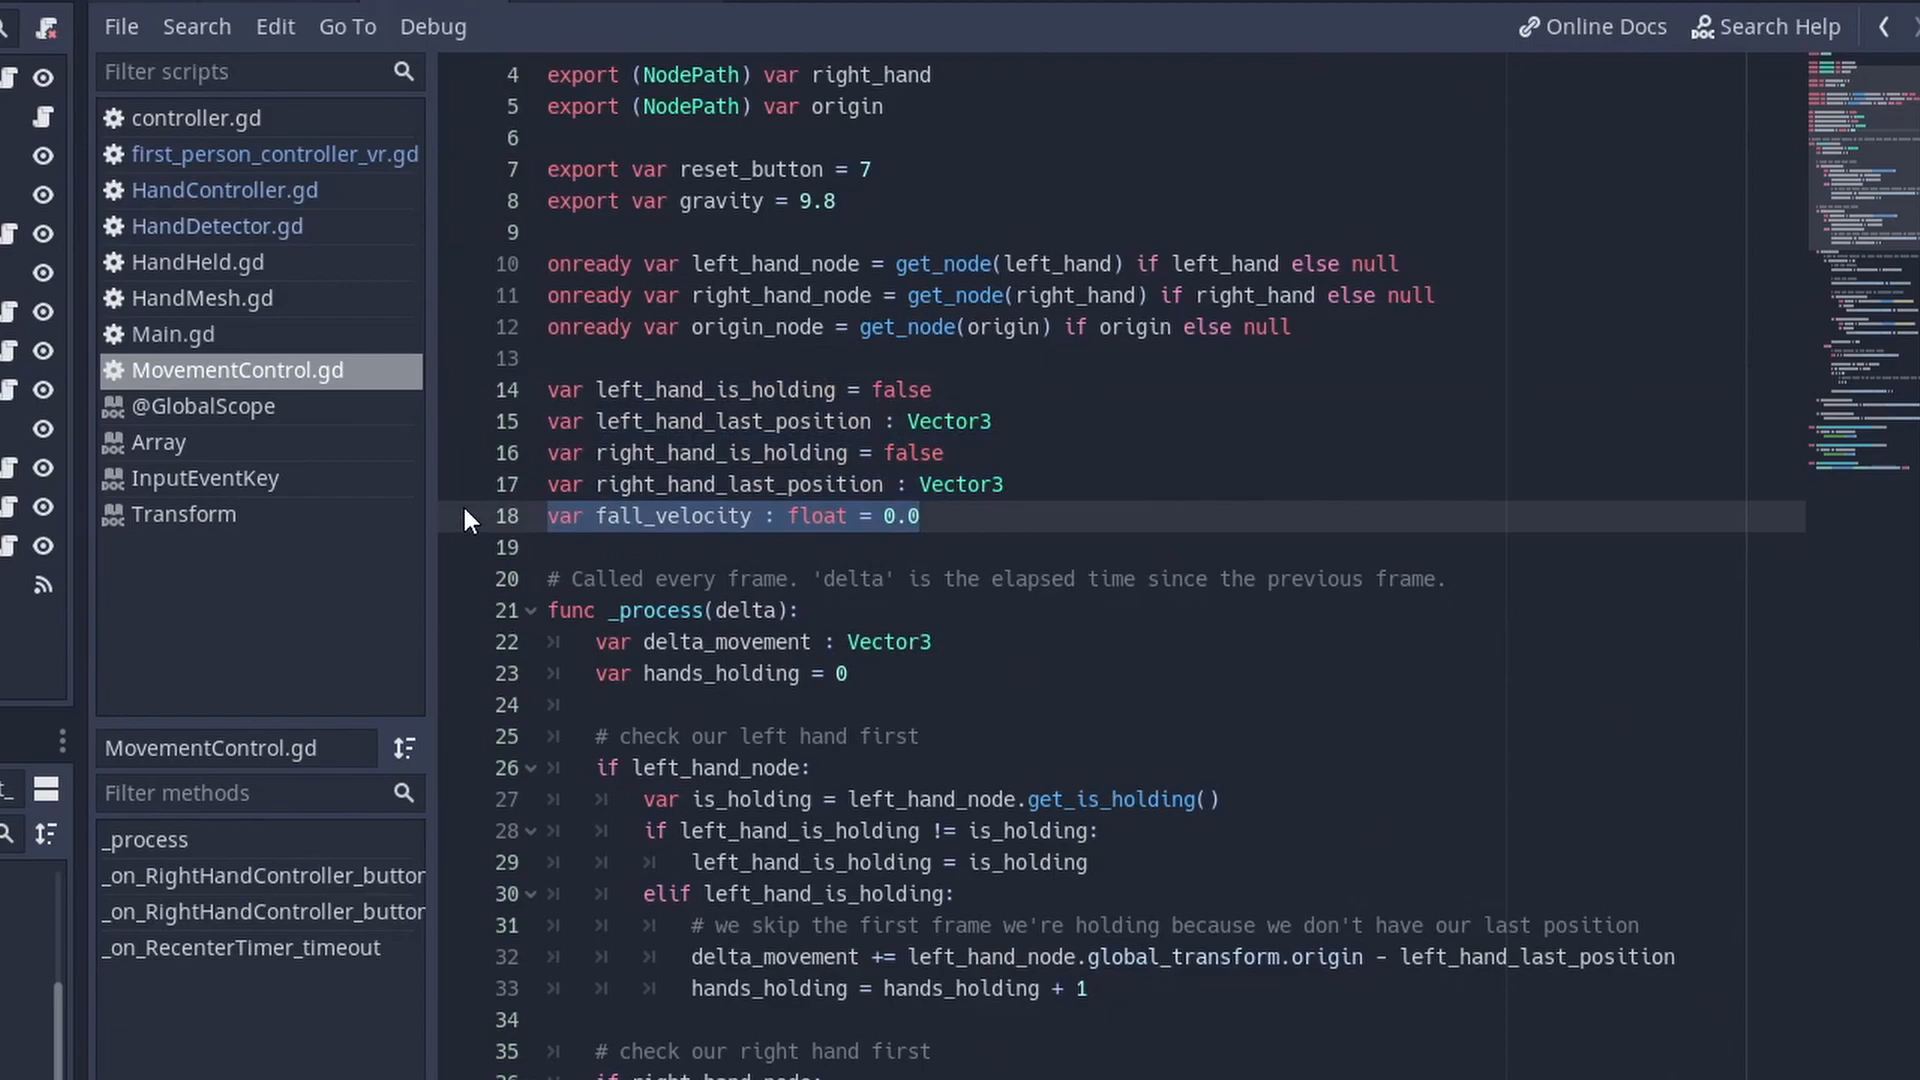 File Search Edit Go To Debug
Online Docs Search Help
Filter scripts
controller.gd
first_person_controller_vr.gd
HandController.gd
HandDetector.gd
HandHeld.gd
HandMesh.gd
Main.gd
MovementControl.gd
@GlobalScope
Array
InputEventKey
Transform
MovementControl.gd
Filter methods
_process
_on_RightHandController_button
_on_RightHandController_button
_on_RecenterTimer_timeout
4 export (NodePath) var right_hand
5 export (NodePath) var origin
6
7 export var reset_button = 7
8 export var gravity = 9.8
9
10 onready var left_hand_node = get_node(left_hand) if left_hand else null
11 onready var right_hand_node = get_node(right_hand) if right_hand else null
12 onready var origin_node = get_node(origin) if origin else null
13
14 var left_hand_is_holding = false
15 var left_hand_last_position : Vector3
16 var right_hand_is_holding = false
17 var right_hand_last_position : Vector3
18 var fall_velocity : float = 0.0
19
20 # Called every frame. 'delta' is the elapsed time since the previous frame.
21 func _process(delta):
22 var delta_movement : Vector3
23 var hands_holding = 0
24
25 # check our left hand first
26 if left_hand_node:
27 var is_holding = left_hand_node.get_is_holding()
28 if left_hand_is_holding != is_holding:
29 left_hand_is_holding = is_holding
30 elif left_hand_is_holding:
31 # we skip the first frame we're holding because we don't have our last position
32 delta_movement += left_hand_node.global_transform.origin - left_hand_last_position
33 hands_holding = hands_holding + 1
34
35 # check our right hand first